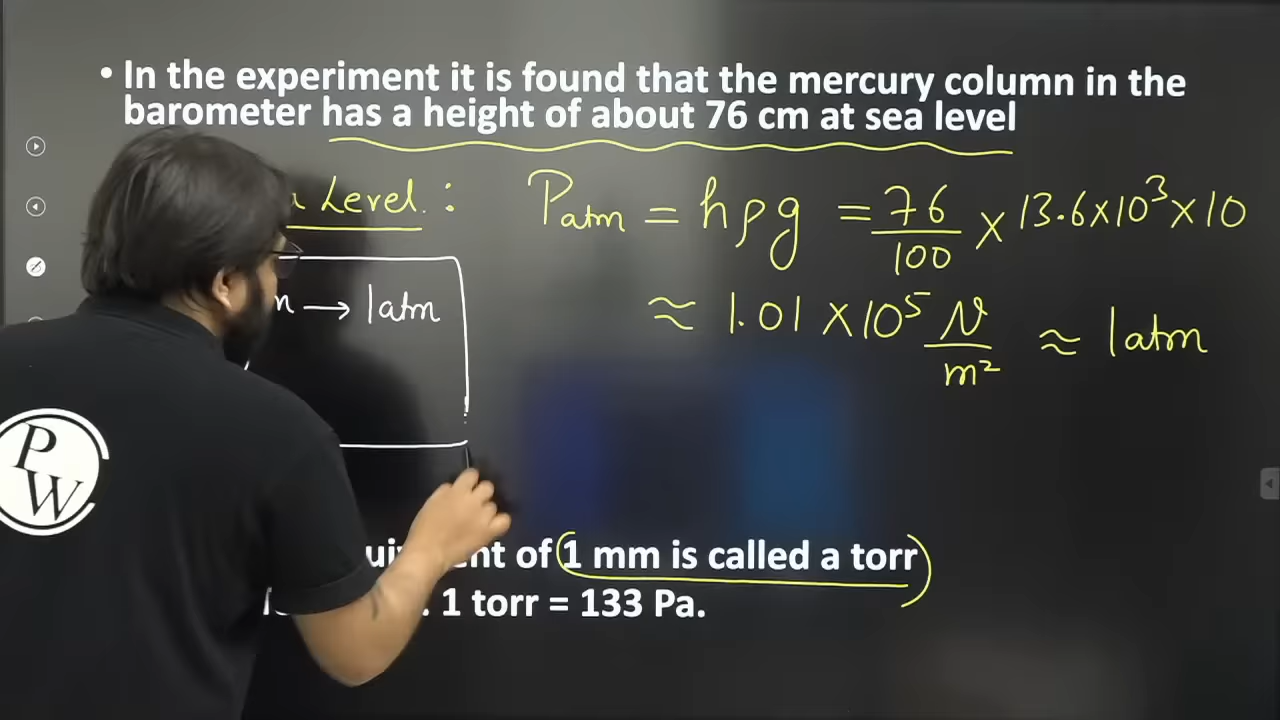 • In the experiment it is found that the mercury column in the
barometer has a height of about 76 cm at sea level
Level. : Patm = hρg = 76/100 × 13.6×10³×10
→ 1atm
≈ 1.01 ×10⁵ N/m² ≈ 1atm
of 1 mm is called a torr
1 torr = 133 Pa.
PW